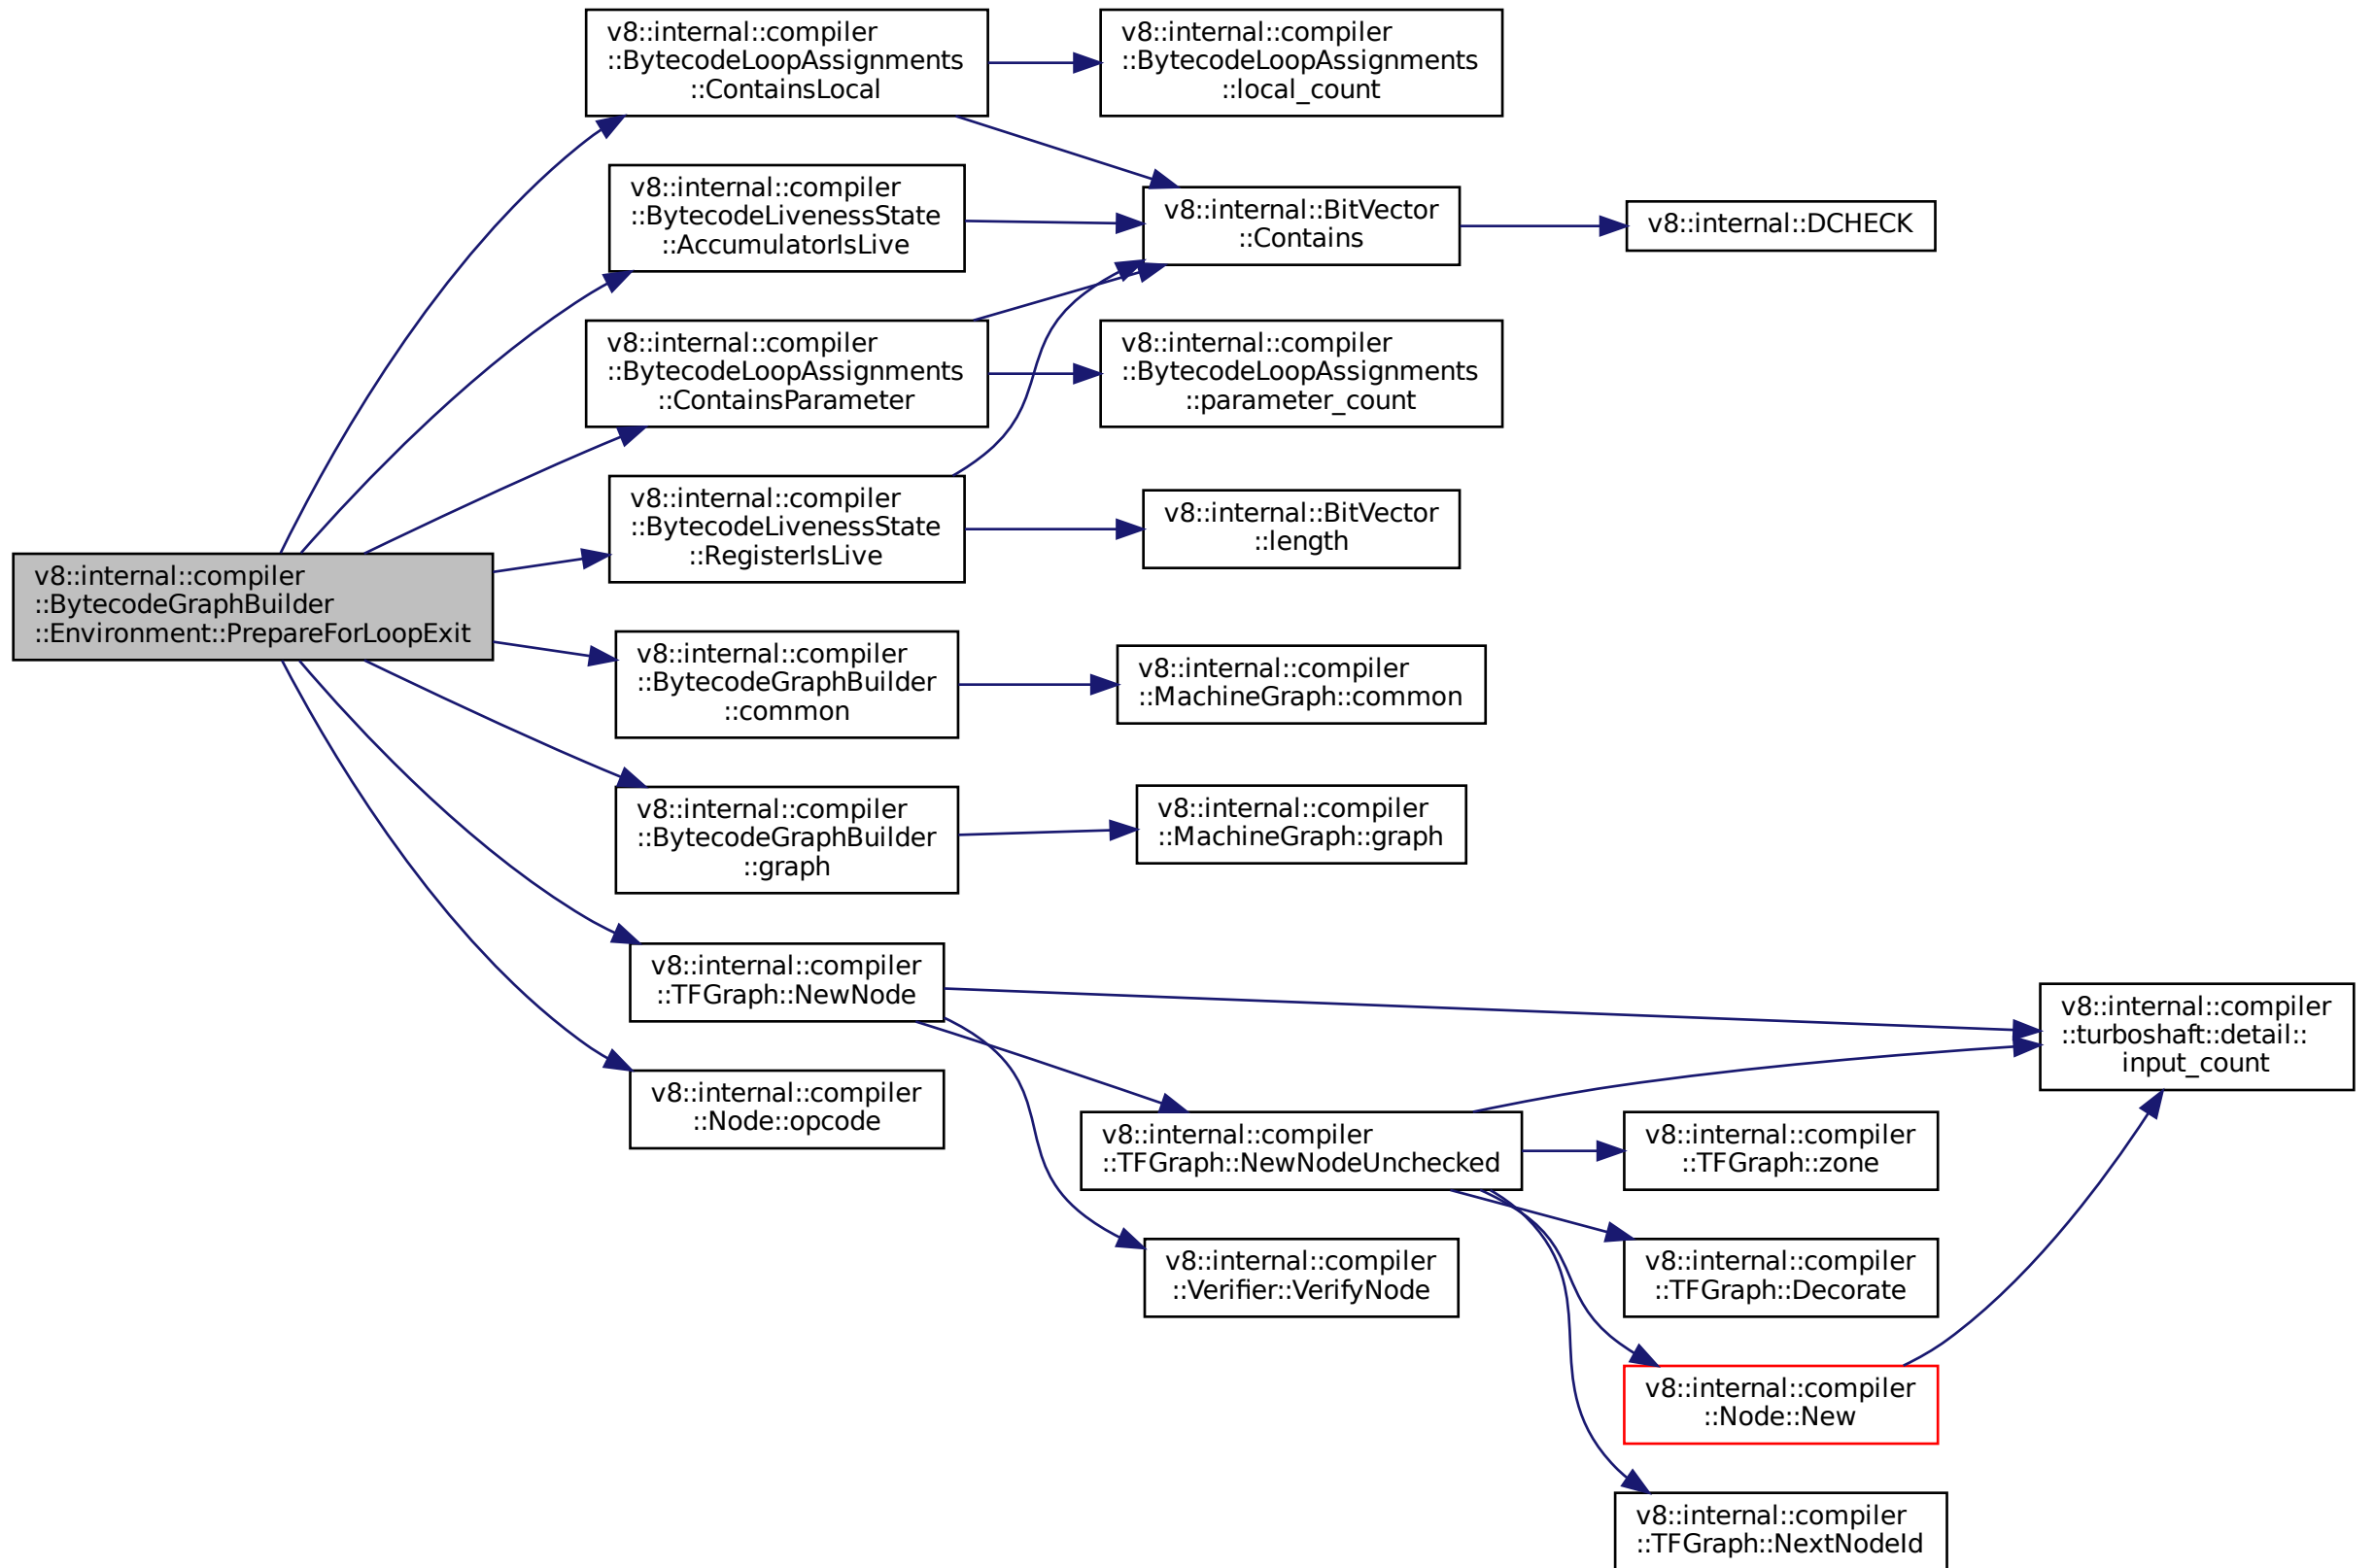 v8::internal::compiler
::BytecodeGraphBuilder
::Environment::PrepareForLoopExit
v8::internal::compiler
::BytecodeLoopAssignments
::ContainsLocal
v8::internal::compiler
::BytecodeLoopAssignments
::local_count
v8::internal::compiler
::BytecodeLivenessState
::AccumulatorIsLive
v8::internal::BitVector
::Contains
v8::internal::DCHECK
v8::internal::compiler
::BytecodeLoopAssignments
::ContainsParameter
v8::internal::compiler
::BytecodeLoopAssignments
::parameter_count
v8::internal::compiler
::BytecodeLivenessState
::RegisterIsLive
v8::internal::BitVector
::length
v8::internal::compiler
::BytecodeGraphBuilder
::common
v8::internal::compiler
::MachineGraph::common
v8::internal::compiler
::BytecodeGraphBuilder
::graph
v8::internal::compiler
::MachineGraph::graph
v8::internal::compiler
::TFGraph::NewNode
v8::internal::compiler
::turboshaft::detail::
input_count
v8::internal::compiler
::Node::opcode
v8::internal::compiler
::TFGraph::NewNodeUnchecked
v8::internal::compiler
::TFGraph::zone
v8::internal::compiler
::Verifier::VerifyNode
v8::internal::compiler
::TFGraph::Decorate
v8::internal::compiler
::Node::New
v8::internal::compiler
::TFGraph::NextNodeId